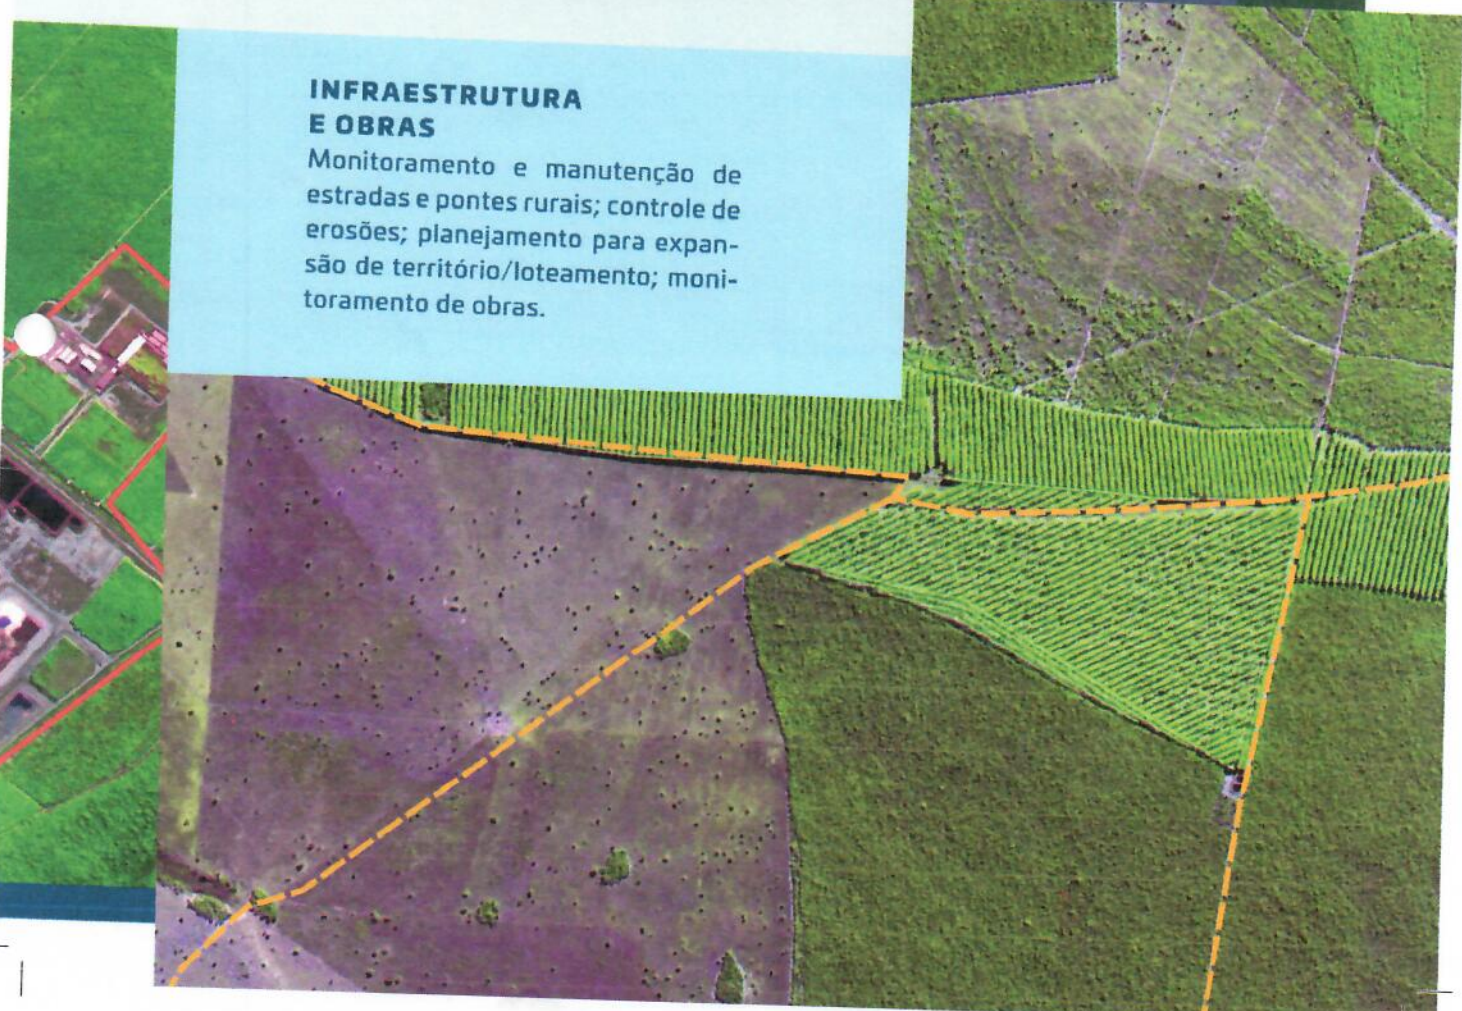 INFRAESTRUTURA
E OBRAS
Monitoramento e manutenção de
estradas e pontes rurais; controle de
erosões; planejamento para expan-
são de território/loteamento; moni-
toramento de obras.